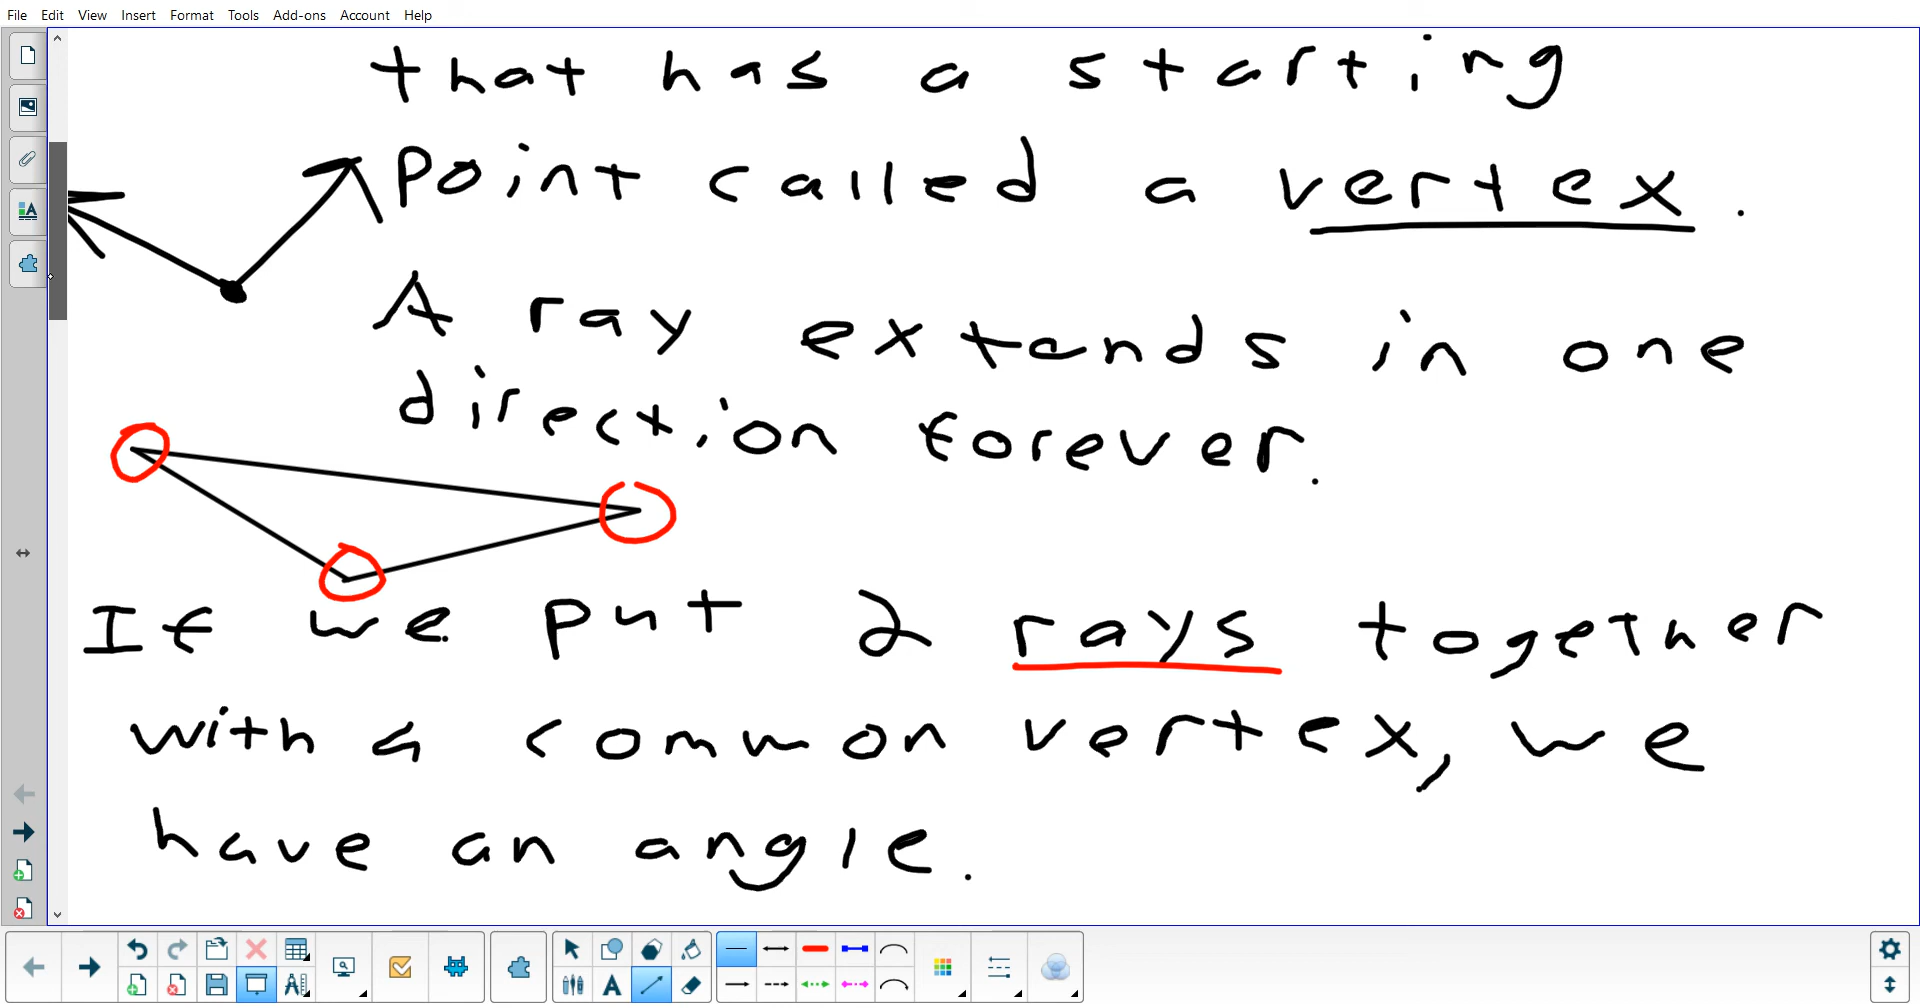 File Edit View Insert Format Tools Add-ons Account Help
that has a starting
point called a vertex.
A ray extends in one
direction forever.
If we put 2 rays together
with a common vertex, we
have an angle.